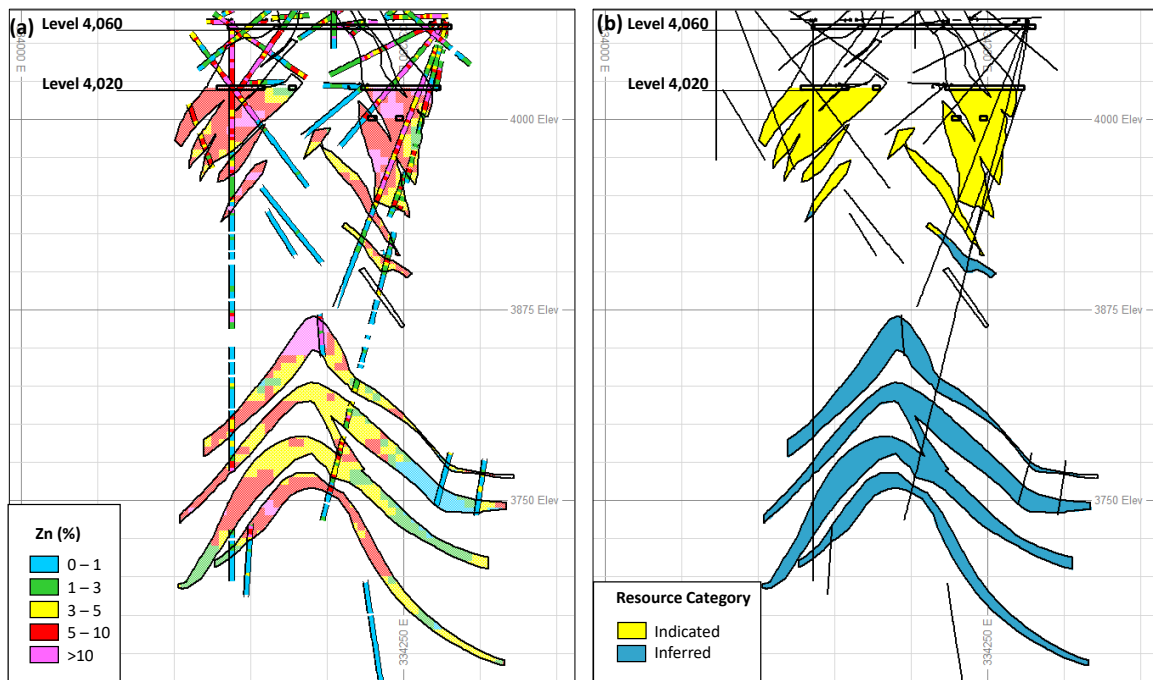 (a)
Level 4,060
Level 4,020
4000 Elev
3875 Elev
3750 Elev
334250 E
Zn (%)
0 – 1
1 – 3
3 – 5
5 – 10
>10
(b)
Level 4,060
Level 4,020
4000 Elev
3875 Elev
3750 Elev
334250 E
Resource Category
Indicated
Inferred